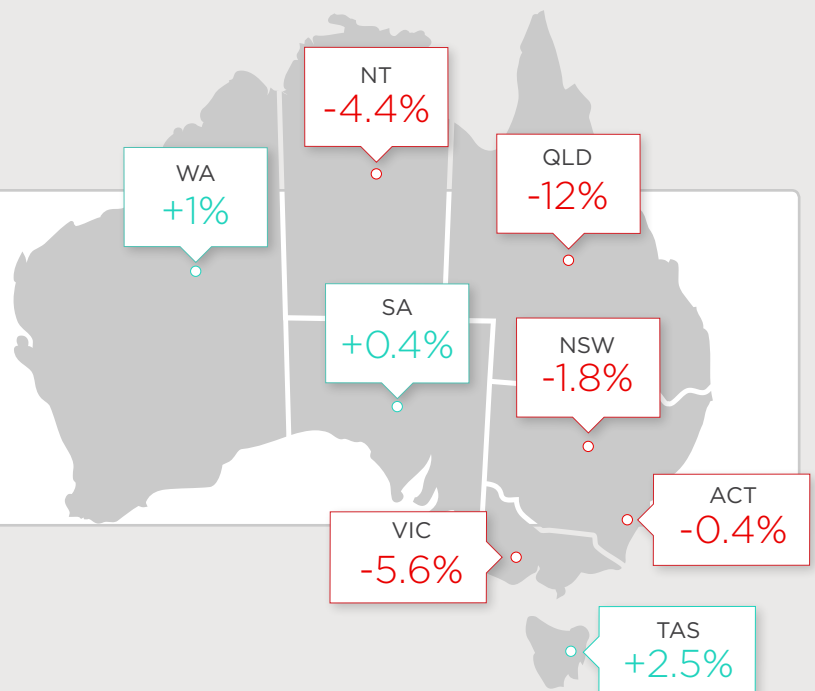 NT
-4.4%
WA
+1%
QLD
-12%
SA
+0.4%
NSW
-1.8%
ACT
-0.4%
VIC
-5.6%
TAS
+2.5%